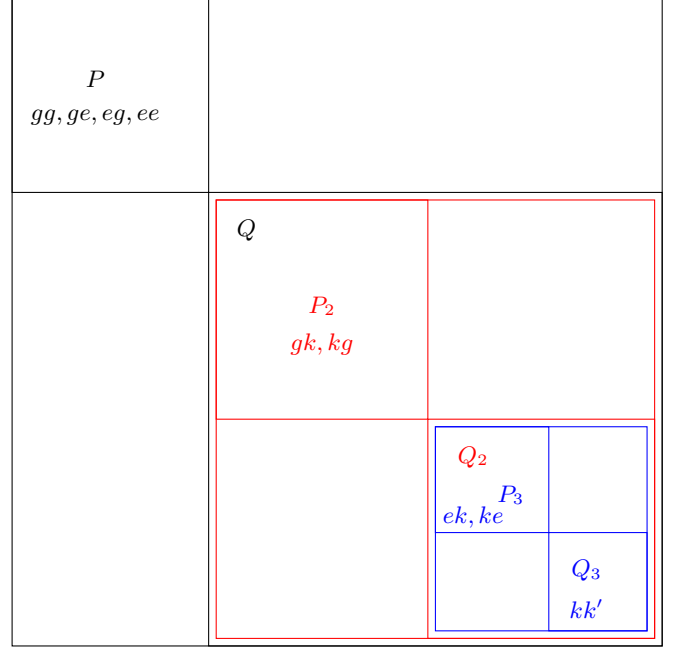 P
gg, ge, eg, ee
Q
P₂
gk, kg
Q₂
P₃
ek, ke
Q₃
kk′